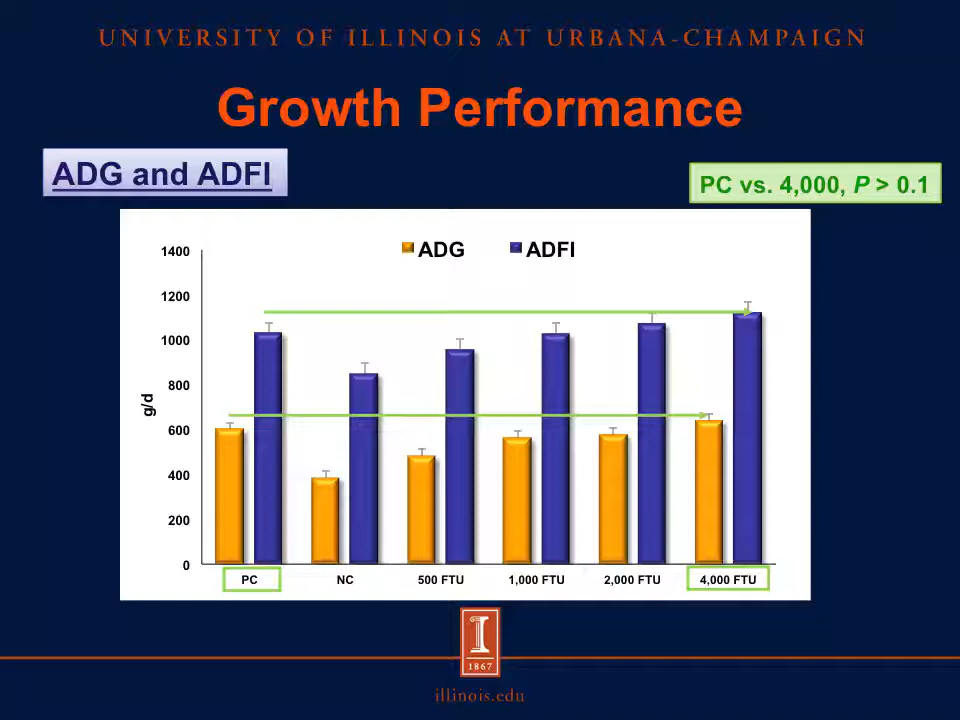 UNIVERSITY OF ILLINOIS AT URBANA-CHAMPAIGN
Growth Performance
ADG and ADFI
PC vs. 4,000, P > 0.1
ADG ADFI
1400
1200
1000
800
600
400
200
0
g/d
PC NC 500 FTU 1,000 FTU 2,000 FTU 4,000 FTU
I
1867
illinois.edu